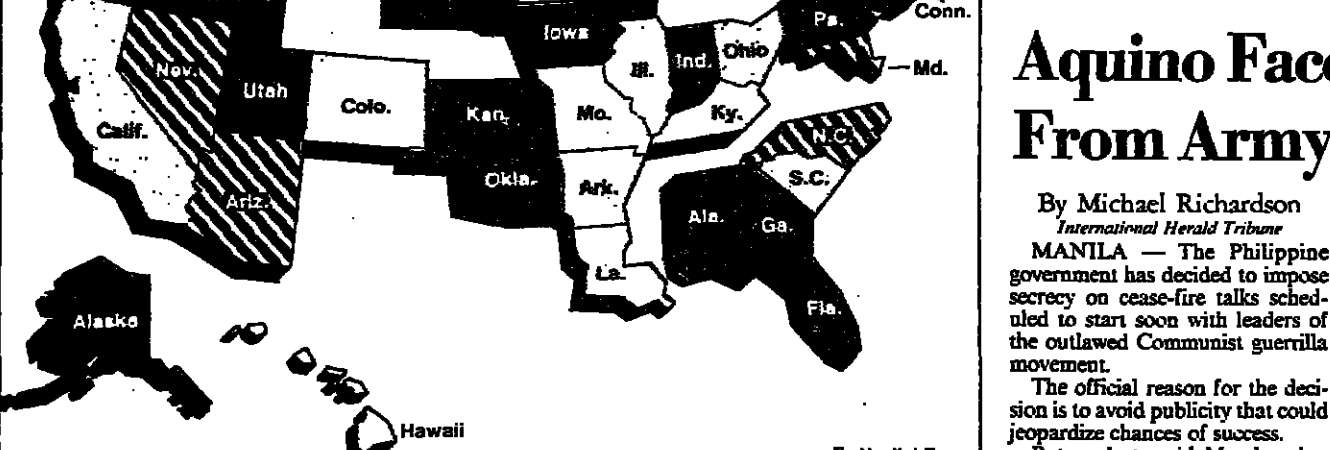 Conn.
Pa.
Iowa
Ohio
Ind.
Ill.
Md.
Nev.
Utah
Colo.
Kan.
Mo.
Ky.
Calif.
N.C.
Okla.
Ark.
S.C.
Ariz.
Ala.
Ga.
La.
Fla.
Alaska
Hawaii
Aquino Face
From Army
By Michael Richardson
International Herald Tribune
MANILA — The Philippine
government has decided to impose
secrecy on cease-fire talks sched-
uled to start soon with leaders of
the outlawed Communist guerrilla
movement.
The official reason for the deci-
sion is to avoid publicity that could
jeopardize chances of success.